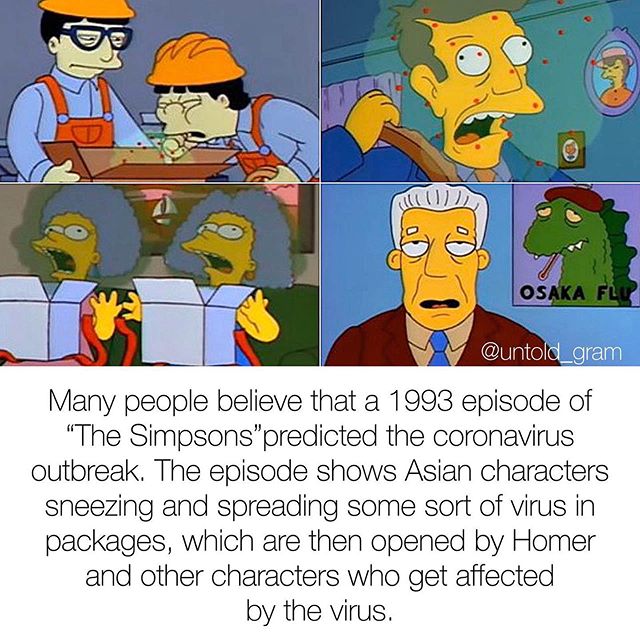 OSAKA FLU
@untold_gram
Many people believe that a 1993 episode of
“The Simpsons”predicted the coronavirus
outbreak. The episode shows Asian characters
sneezing and spreading some sort of virus in
packages, which are then opened by Homer
and other characters who get affected
by the virus.